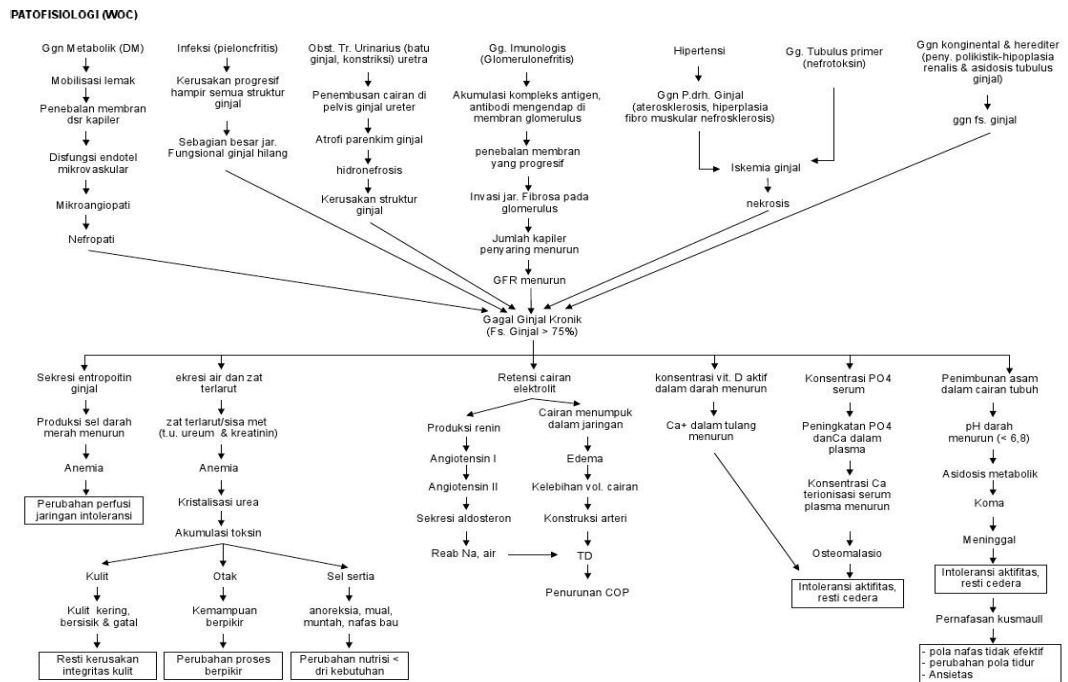 PATOFISIOLOGI (WOC)
Ggn Metabolik (DM)
Mobilisasi lemak
Penebalan membran
dsr kapiler
Disfungsi endotel
mikrovaskular
Mikroangiopati
Nefropati
Infeksi (pieloncfritis)
Kerusakan progresif
hampir semua struktur
ginjal
Sebagian besar jar.
Fungsional ginjal hilang
Obst. Tr. Urinarius (batu
ginjal, konstriksi) uretra
Penembusan cairan di
pelvis ginjal ureter
Atrofi parenkim ginjal
hidronefrosis
Kerusakan struktur
ginjal
Gg. Imunologis
(Glomerulonefritis)
Akumulasi kompleks antigen,
antibodi mengendap di
membran glomerulus
penebalan membran
yang progresif
Invasi jar. Fibrosa pada
glomerulus
Jumlah kapiler
penyaring menurun
GFR menurun
Hipertensi
Ggn P.drh. Ginjal
(aterosklerosis, hiperplasia
fibro muskular nefrosklerosis)
Gg. Tubulus primer
(nefrotoksin)
Iskemia ginjal
nekrosis
Ggn konginental & herediter
(peny. polikistik-hipoplasia
renalis & asidosis tubulus
ginjal)
ggn fs. ginjal
Gagal Ginjal Kronik
(Fs. Ginjal > 75%)
Sekresi entropoitin
ginjal
Produksi sel darah
merah menurun
Anemia
Perubahan perfusi
jaringan intoleransi
ekresi air dan zat
terlarut
zat terlarut/sisa met
(t.u. ureum & kreatinin)
Anemia
Kristalisasi urea
Akumulasi toksin
Kulit
Kulit kering,
bersisik & gatal
Resti kerusakan
integritas kulit
Otak
Kemampuan
berpikir
Perubahan proses
berpikir
Sel sertia
anoreksia, mual,
muntah, nafas bau
Perubahan nutrisi <
dri kebutuhan
Retensi cairan
elektrolit
Produksi renin
Angiotensin I
Angiotensin II
Sekresi aldosteron
Reab Na, air
Cairan menumpuk
dalam jaringan
Edema
Kelebihan vol. cairan
Konstruksi arteri
TD
Penurunan COP
konsentrasi vit. D aktif
dalam darah menurun
Ca+ dalam tulang
menurun
Konsentrasi PO4
serum
Peningkatan PO4
danCa dalam
plasma
Konsentrasi Ca
terionisasi serum
plasma menurun
Osteomalasio
Intoleransi aktifitas,
resti cedera
Penimbunan asam
dalam cairan tubuh
pH darah
menurun (< 6,8)
Asidosis metabolik
Koma
Meninggal
Intoleransi aktifitas,
resti cedera
Pernafasan kusmaull
- pola nafas tidak efektif
- perubahan pola tidur
- Ansietas